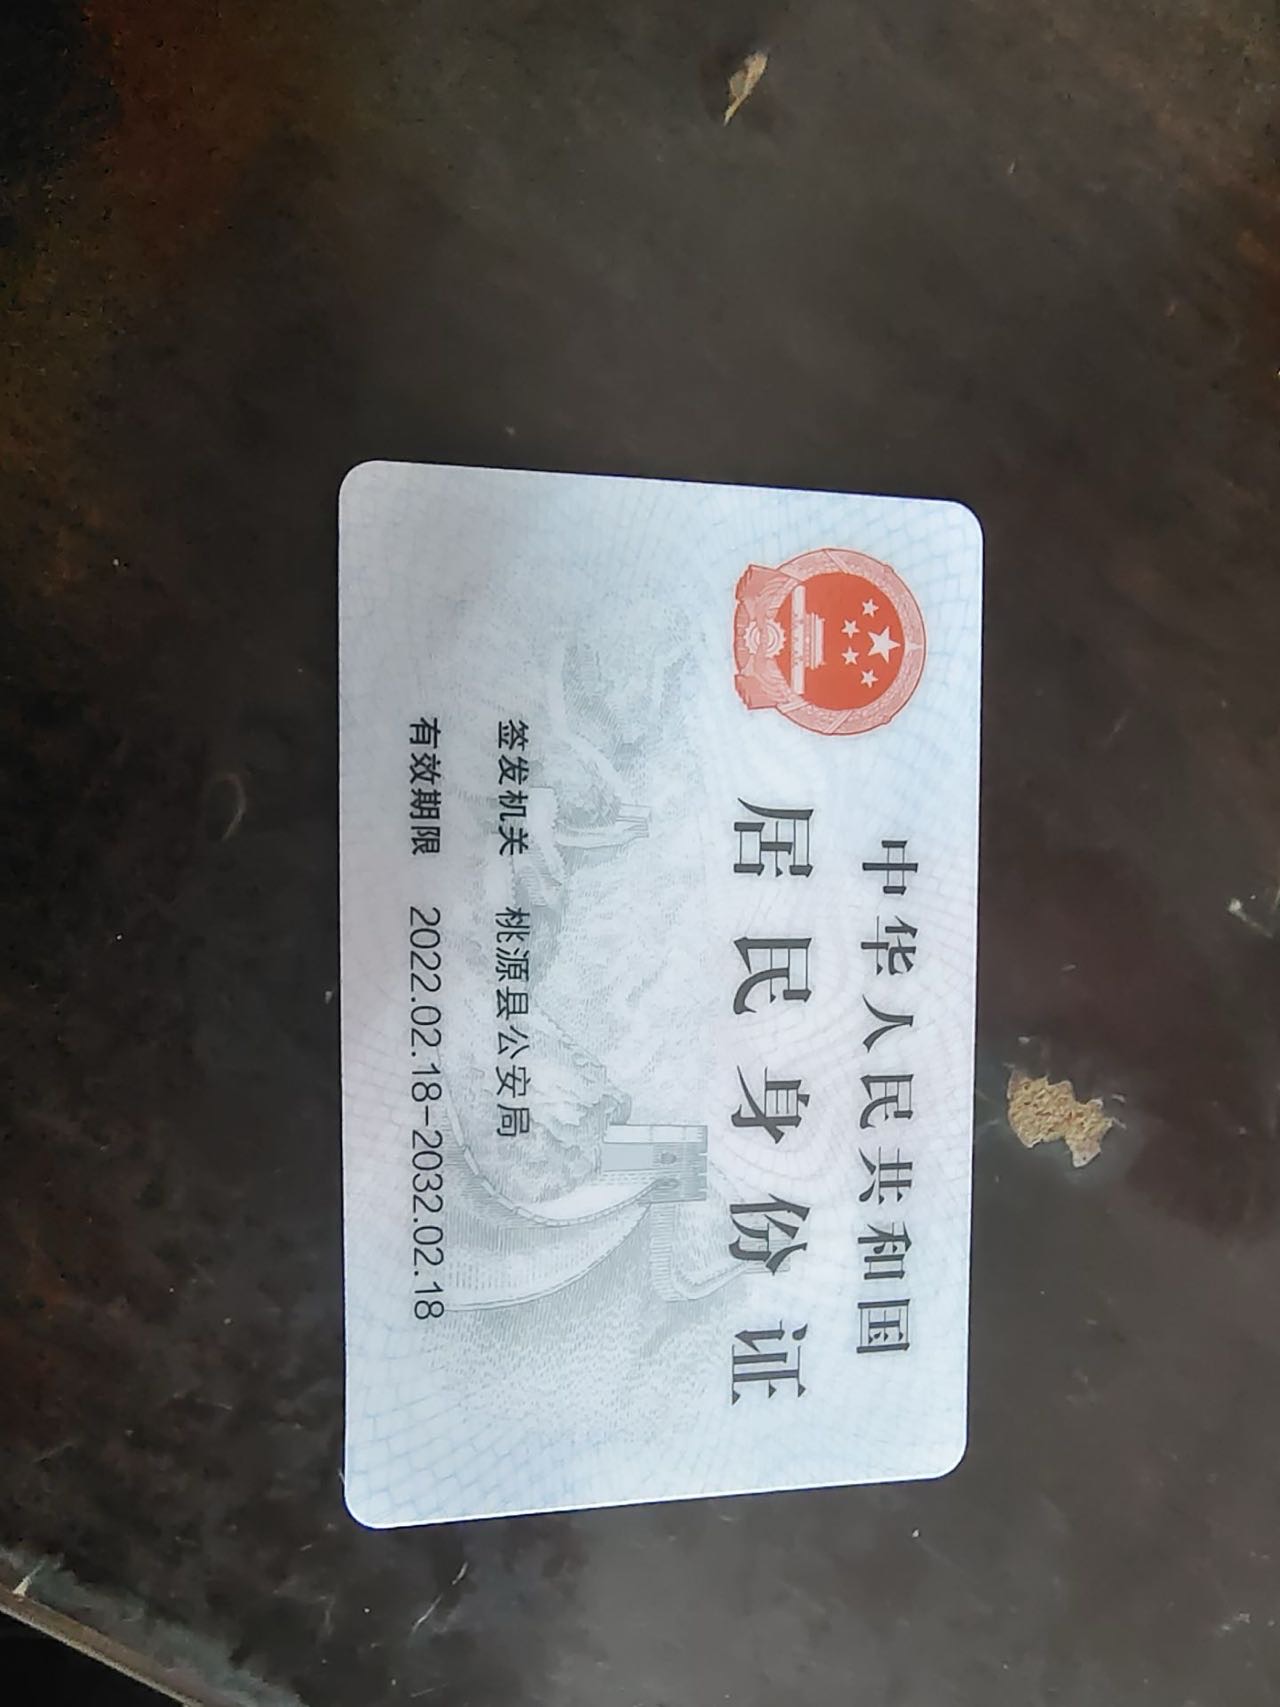 中华人民共和国
居民身份证
签发机关 桃源县公安局
有效期限 2022.02.18-2032.02.18